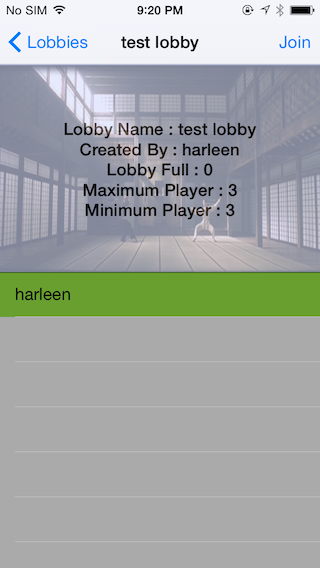 No SIM 9:20 PM
Lobbies test lobby Join
Lobby Name : test lobby
Created By : harleen
Lobby Full : 0
Maximum Player : 3
Minimum Player : 3
harleen